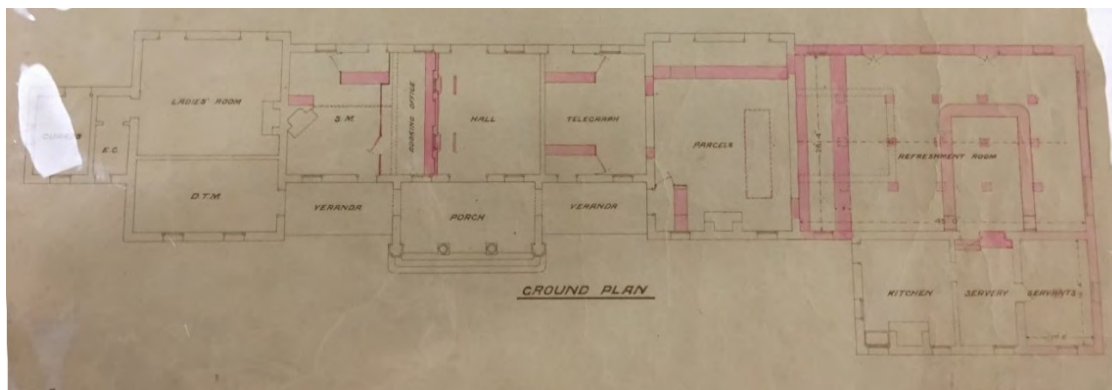 LADIES' ROOM
E.C.
D.T.M.
S.M.
BOOKING OFFICE
HALL
TELEGRAPH
PARCELS
REFRESHMENT ROOM
VERANDA
PORCH
VERANDA
KITCHEN
SERVERY
SERVANTS
GROUND PLAN